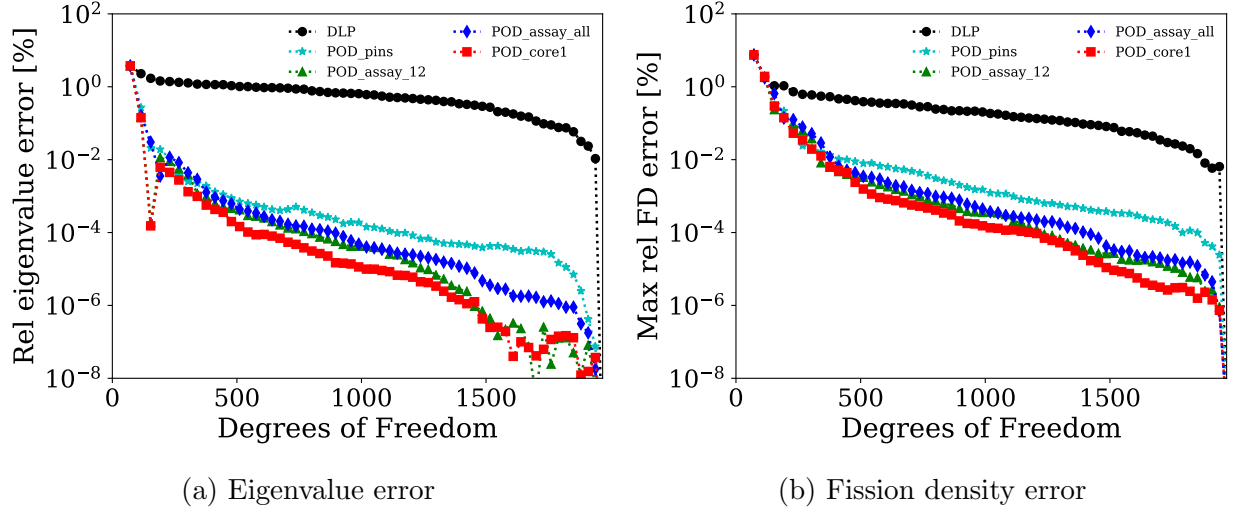 Rel eigenvalue error [%]
10^2
10^0
10^−2
10^−4
10^−6
10^−8
DLP
POD_pins
POD_assay_12
POD_assay_all
POD_core1
0 500 1000 1500
Degrees of Freedom
(a) Eigenvalue error
Max rel FD error [%]
10^2
10^0
10^−2
10^−4
10^−6
10^−8
DLP
POD_pins
POD_assay_12
POD_assay_all
POD_core1
0 500 1000 1500
Degrees of Freedom
(b) Fission density error